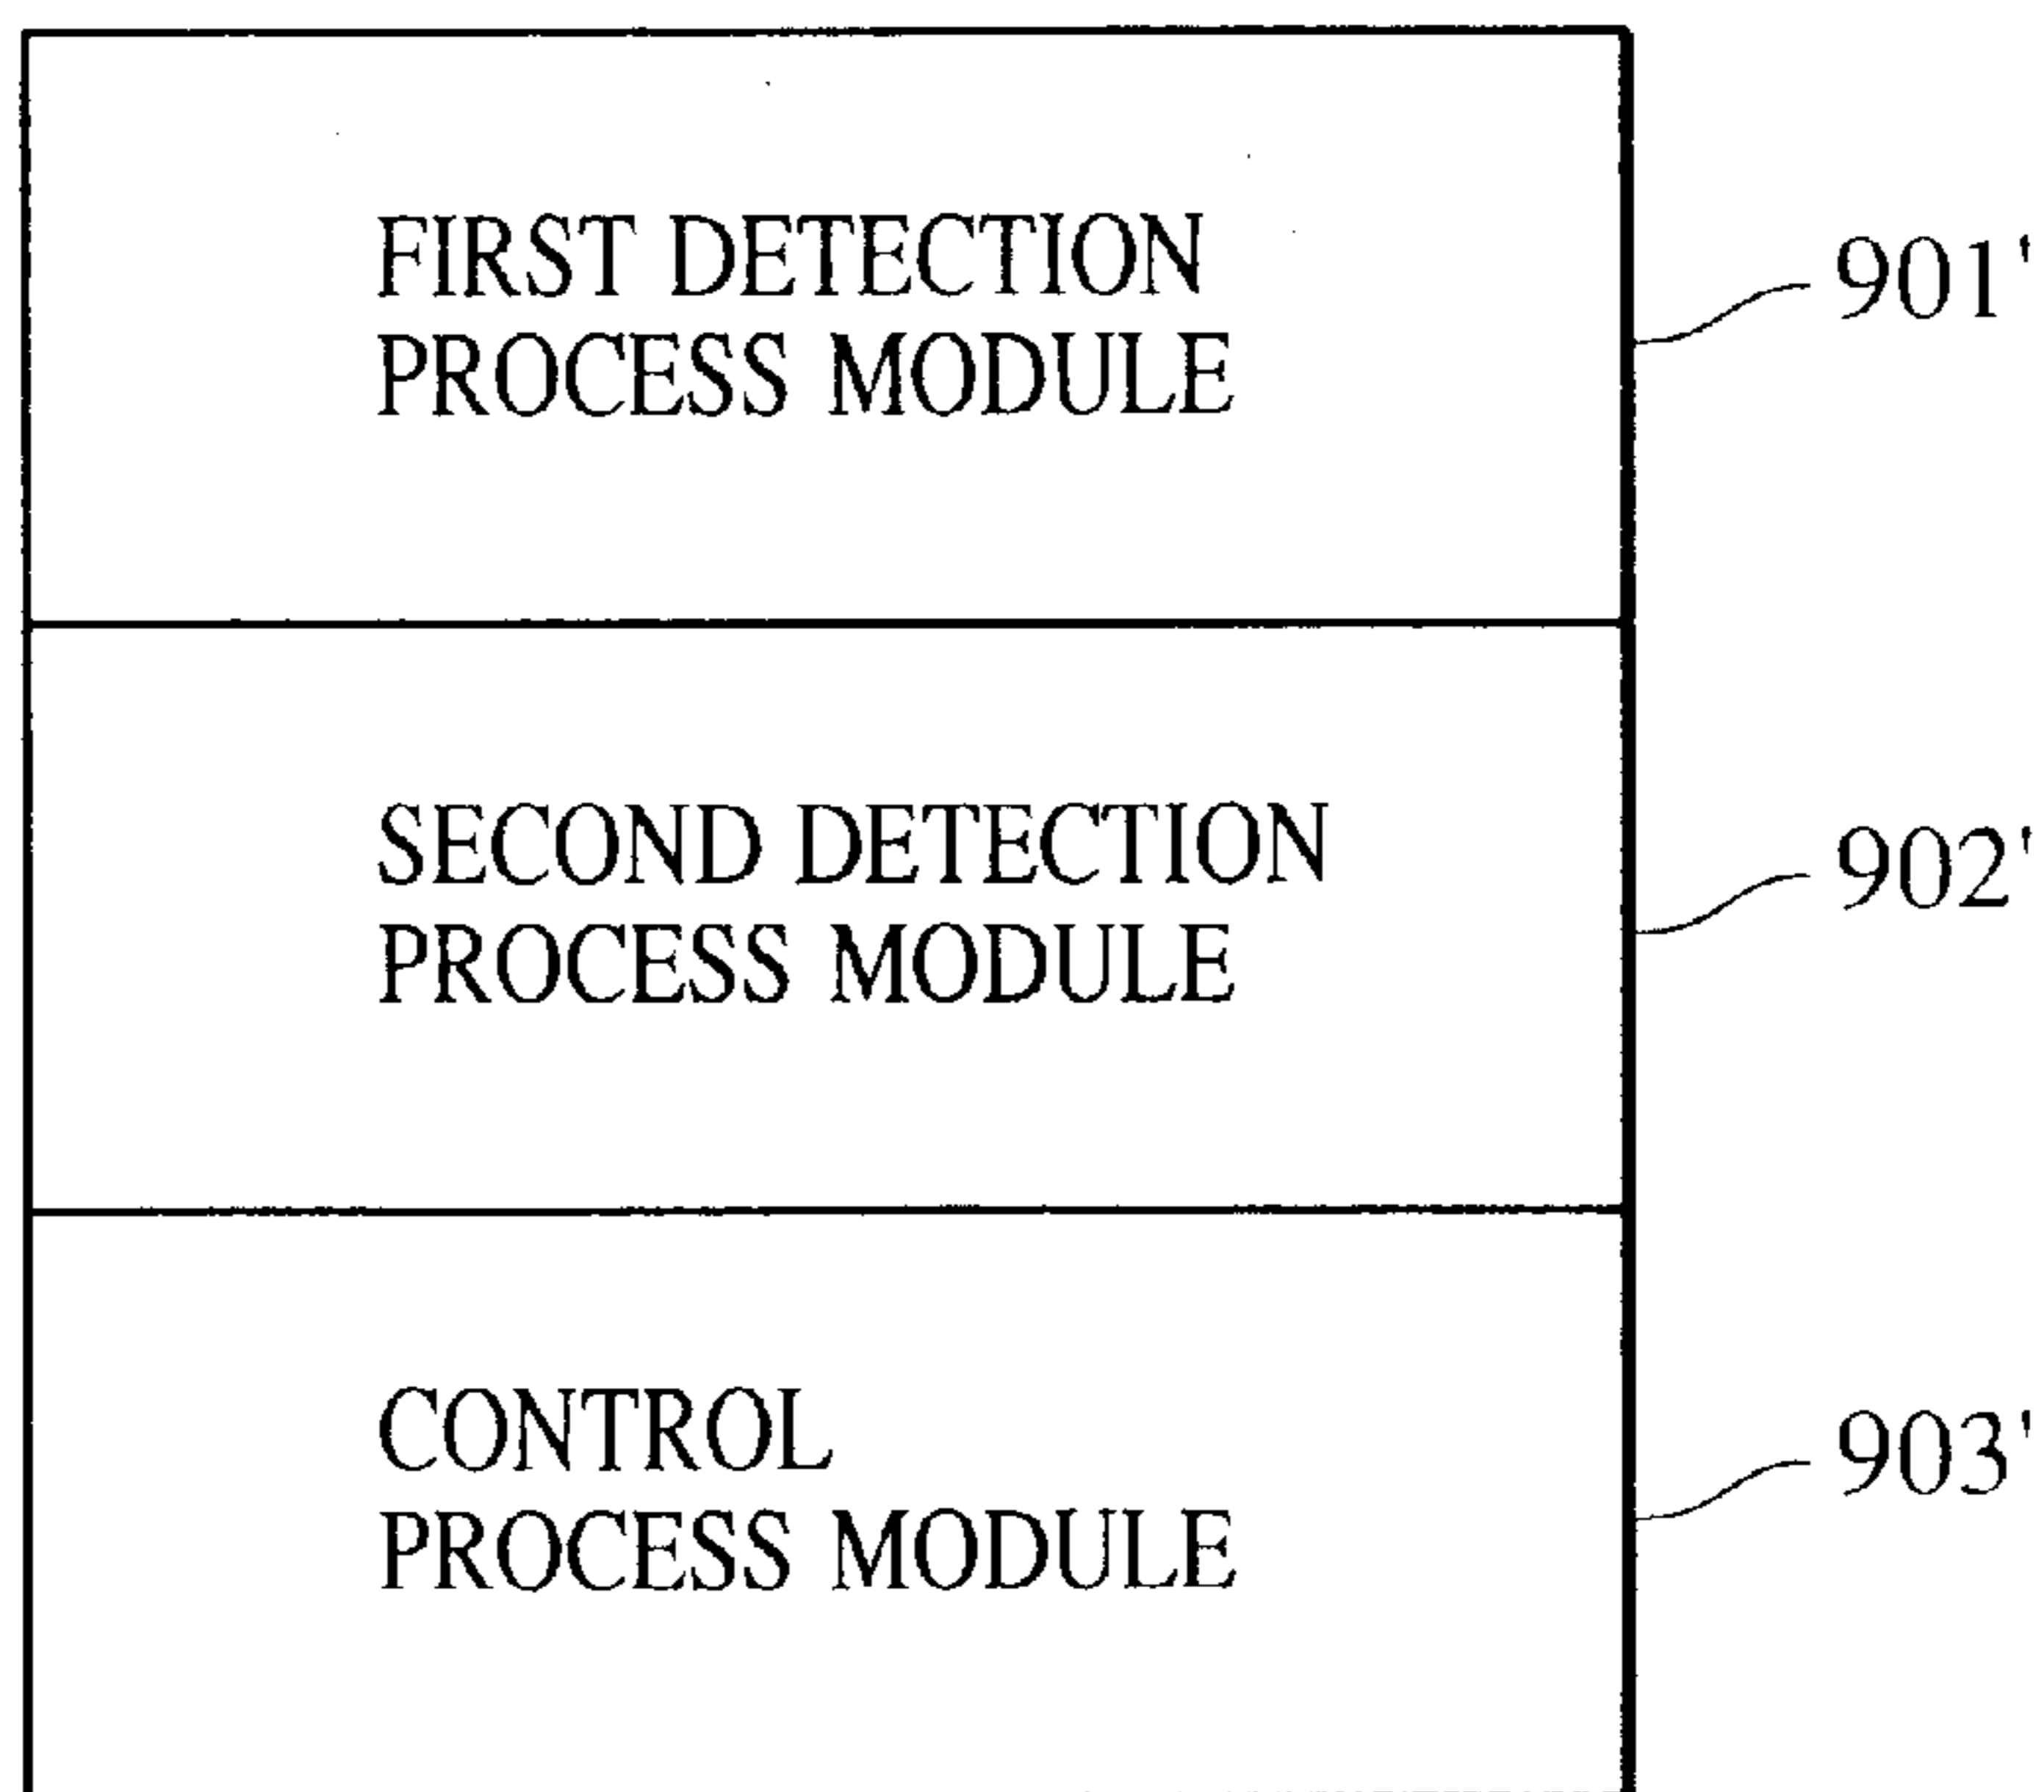 FIRST DETECTION
PROCESS MODULE
901'
SECOND DETECTION
PROCESS MODULE
902'
CONTROL
PROCESS MODULE
903'